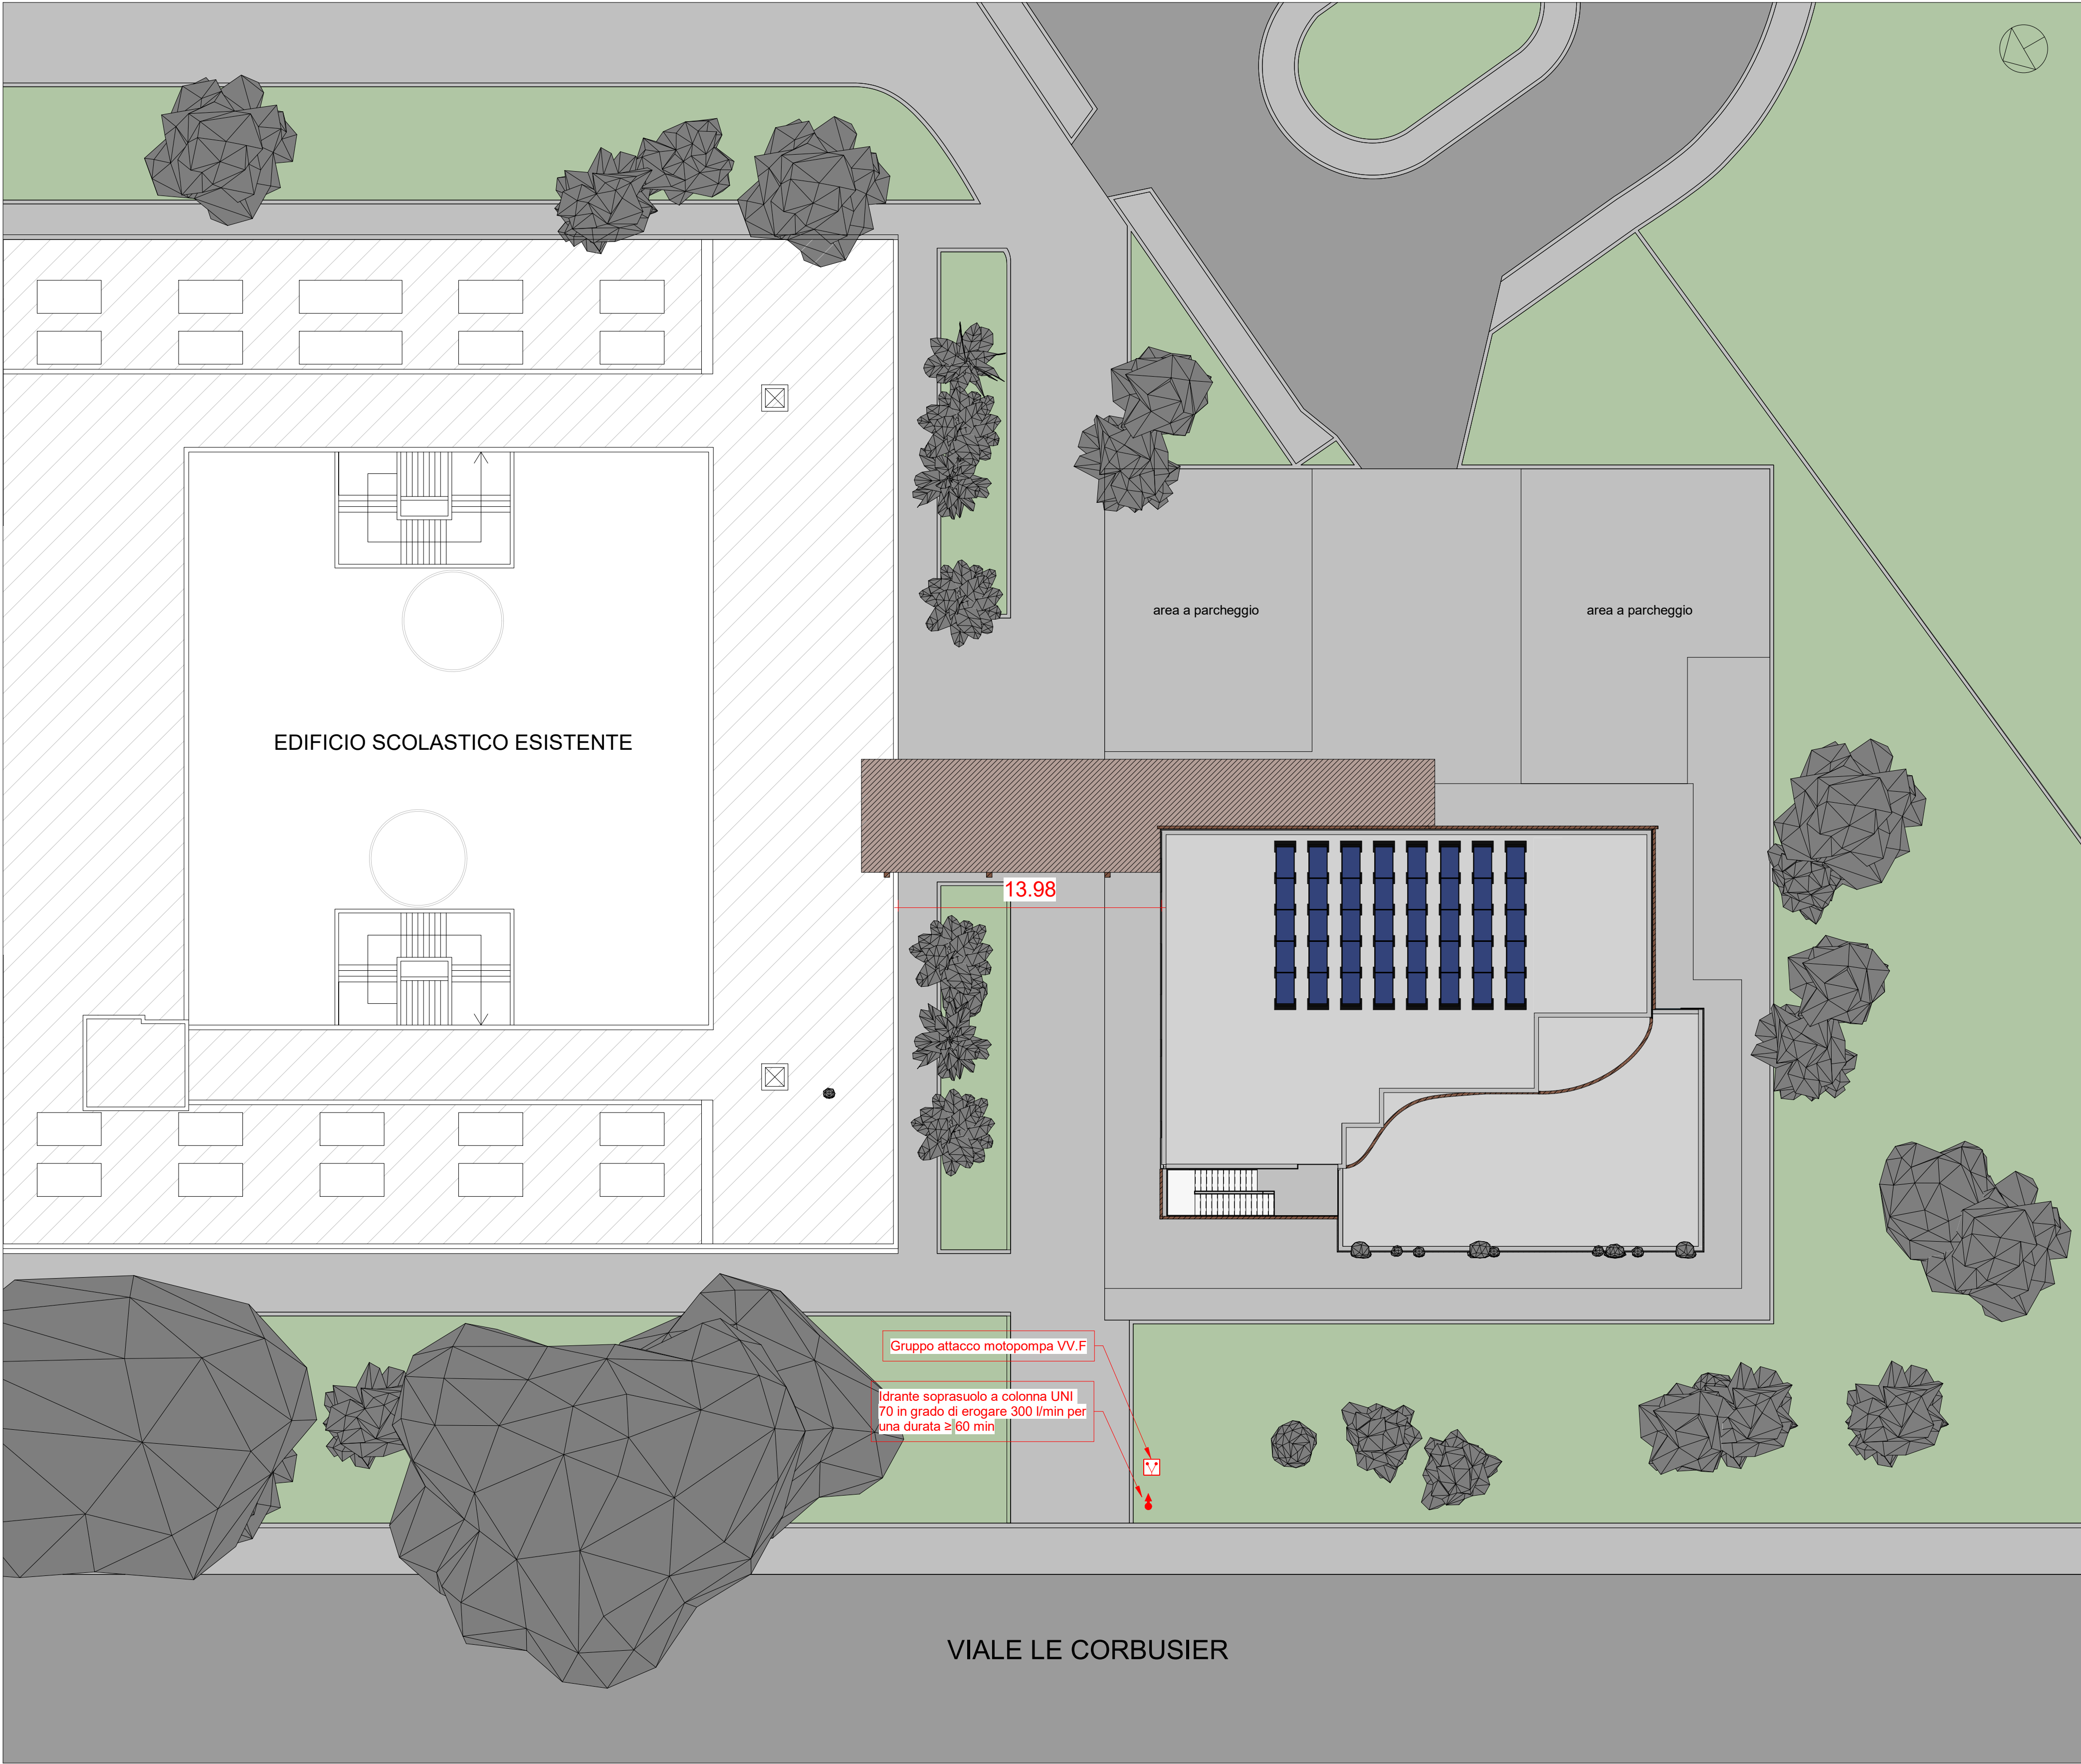 area a parcheggio
area a parcheggio
EDIFICIO SCOLASTICO ESISTENTE
13.98
Gruppo attacco motopompa VV.F
Idrante soprasuolo a colonna UNI
70 in grado di erogare 300 l/min per
una durata ≥ 60 min
VIALE LE CORBUSIER